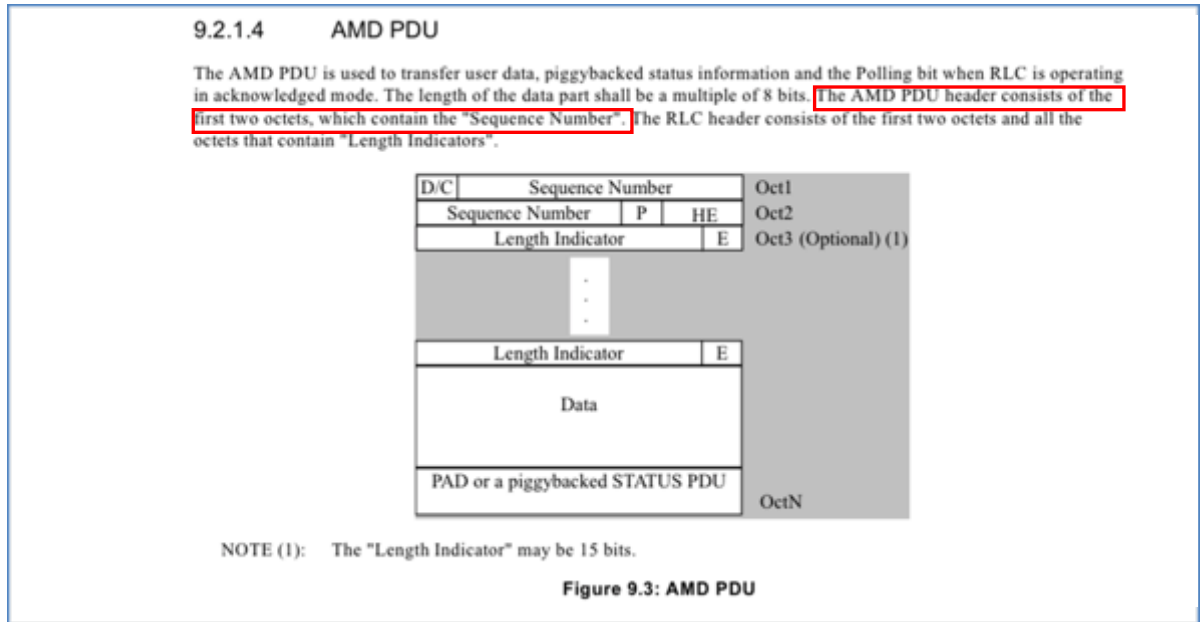 9.2.1.4 AMD PDU
The AMD PDU is used to transfer user data, piggybacked status information and the Polling bit when RLC is operating
in acknowledged mode. The length of the data part shall be a multiple of 8 bits. The AMD PDU header consists of the
first two octets, which contain the "Sequence Number". The RLC header consists of the first two octets and all the
octets that contain "Length Indicators".
D/C Sequence Number Oct1
Sequence Number P HE Oct2
Length Indicator E Oct3 (Optional) (1)
.
.
.
Length Indicator E
Data
PAD or a piggybacked STATUS PDU
OctN
NOTE (1): The "Length Indicator" may be 15 bits.
Figure 9.3: AMD PDU